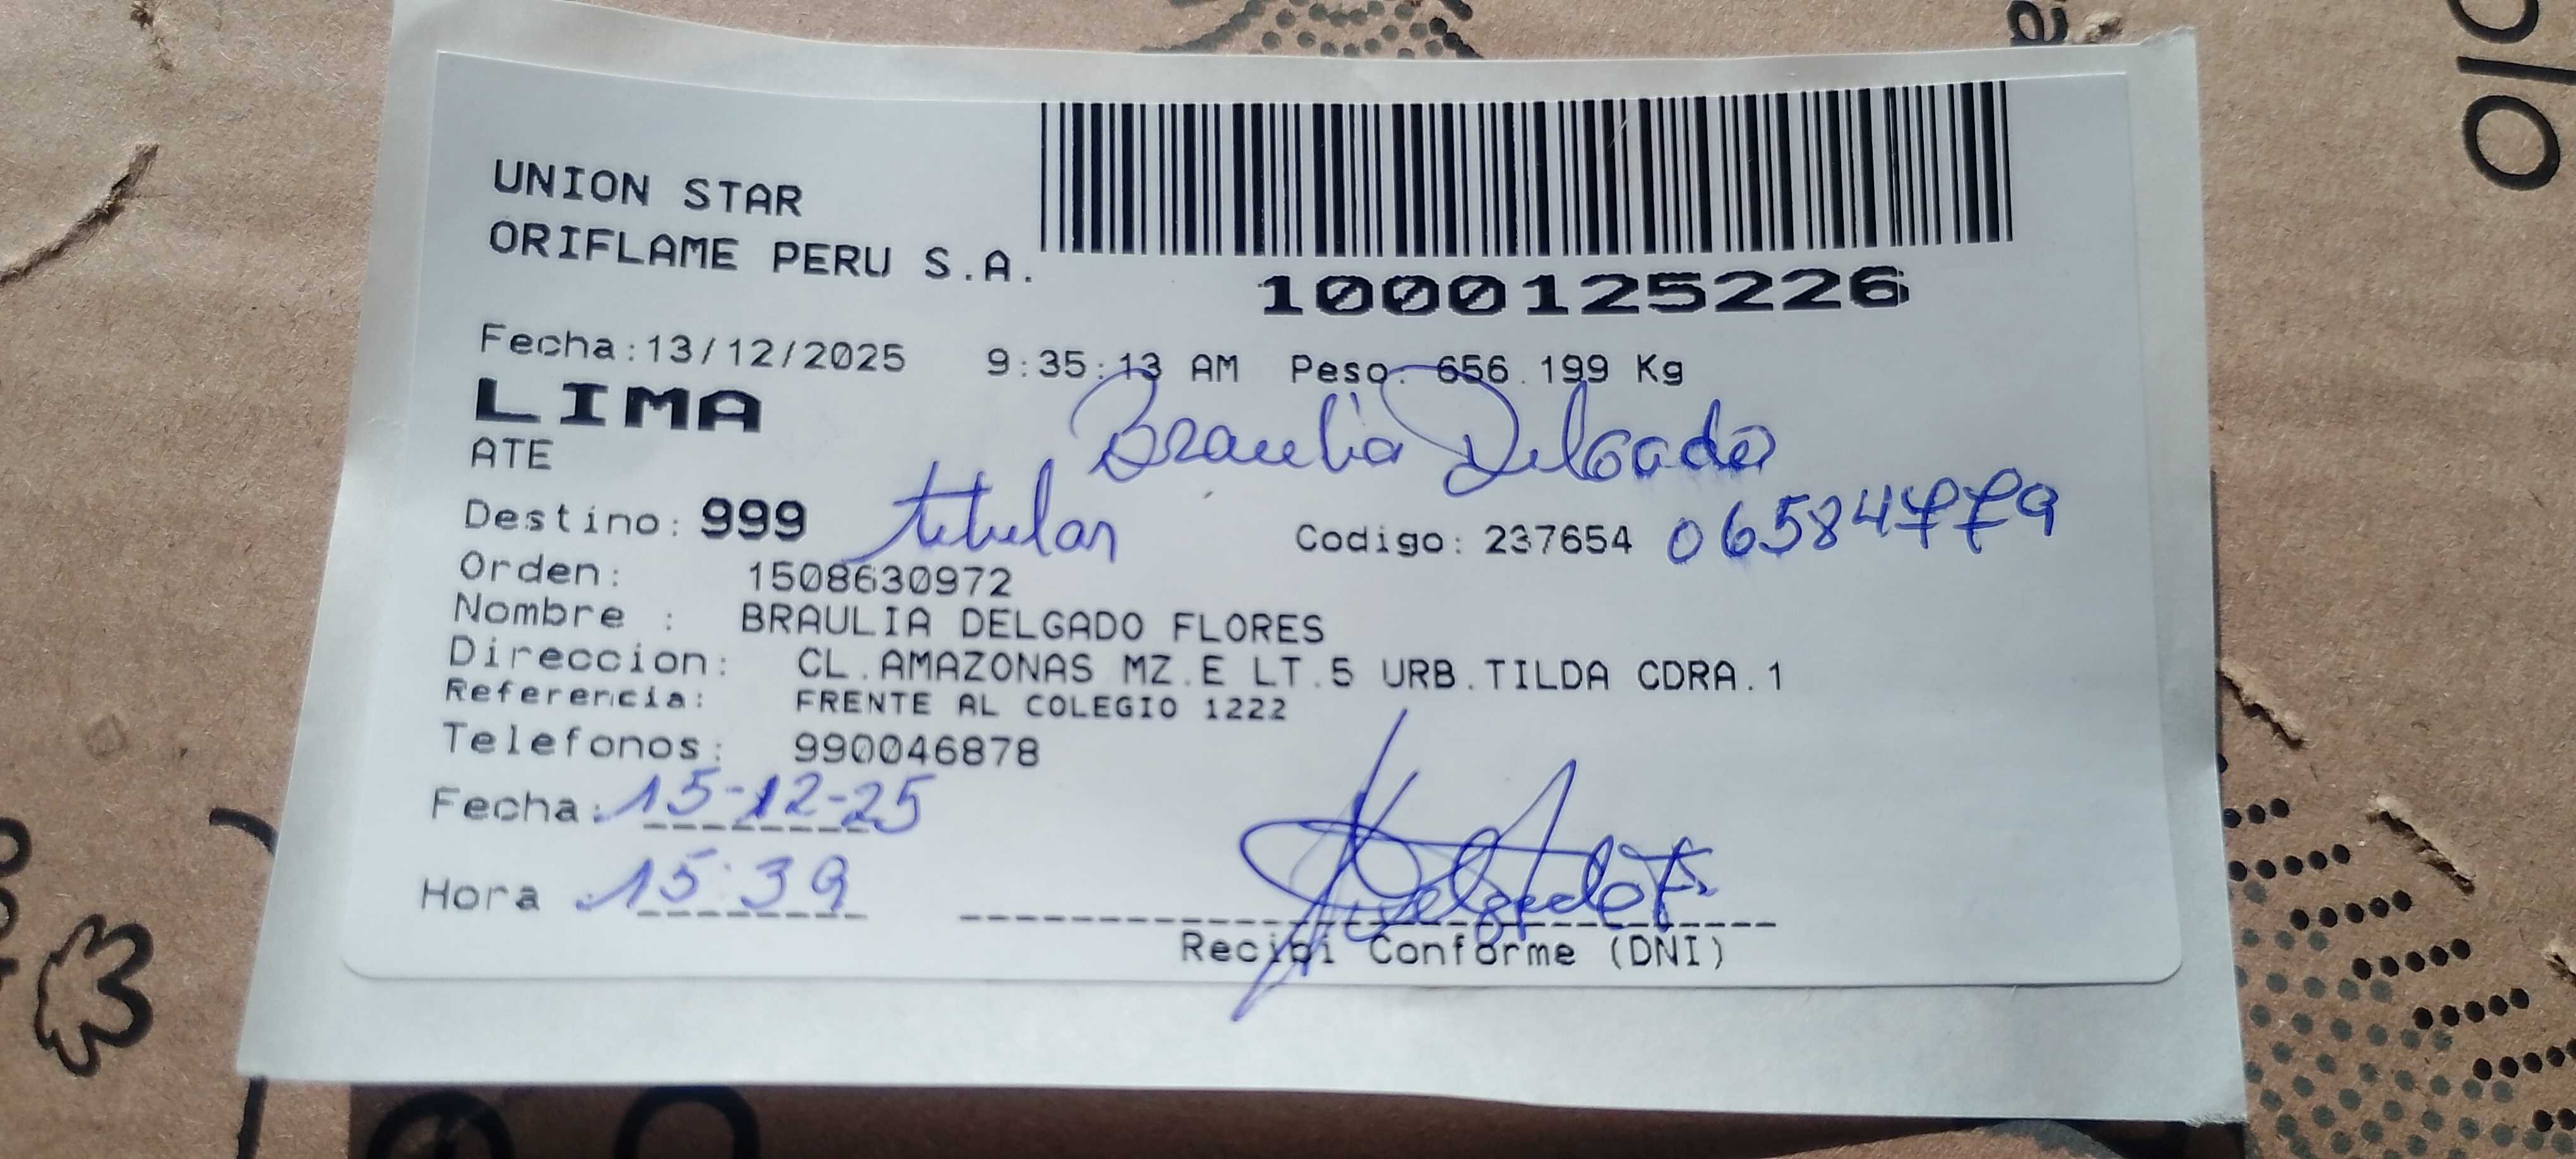 UNION STAR
ORIFLAME PERU S.A.
1000125226
Fecha:13/12/2025 9:35:13 AM Peso: 656.199 Kg
LIMA
Braulia Delgado
ATE
titular
Destino: 999 Codigo: 237654 06584779
Orden: 1508630972
Nombre : BRAULIA DELGADO FLORES
Direccion: CL.AMAZONAS MZ.E LT.5 URB.TILDA CDRA.1
Referencia: FRENTE AL COLEGIO 1222
Telefonos: 990046878
Fecha: 15-12-25
Hora 15:39
Delgado F.
Recibi Conforme (DNI)